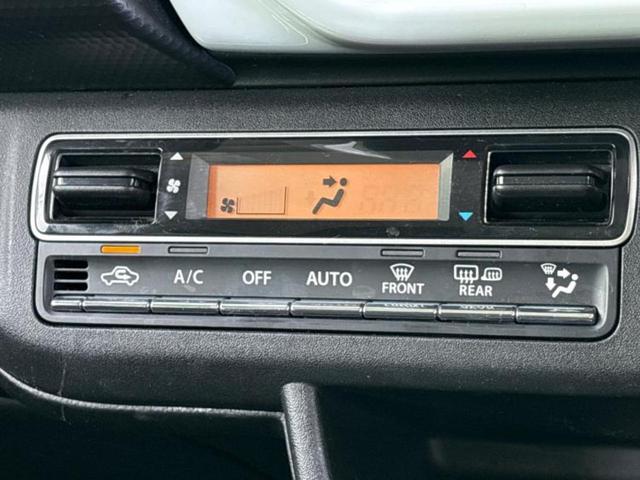 A/C OFF AUTO FRONT REAR